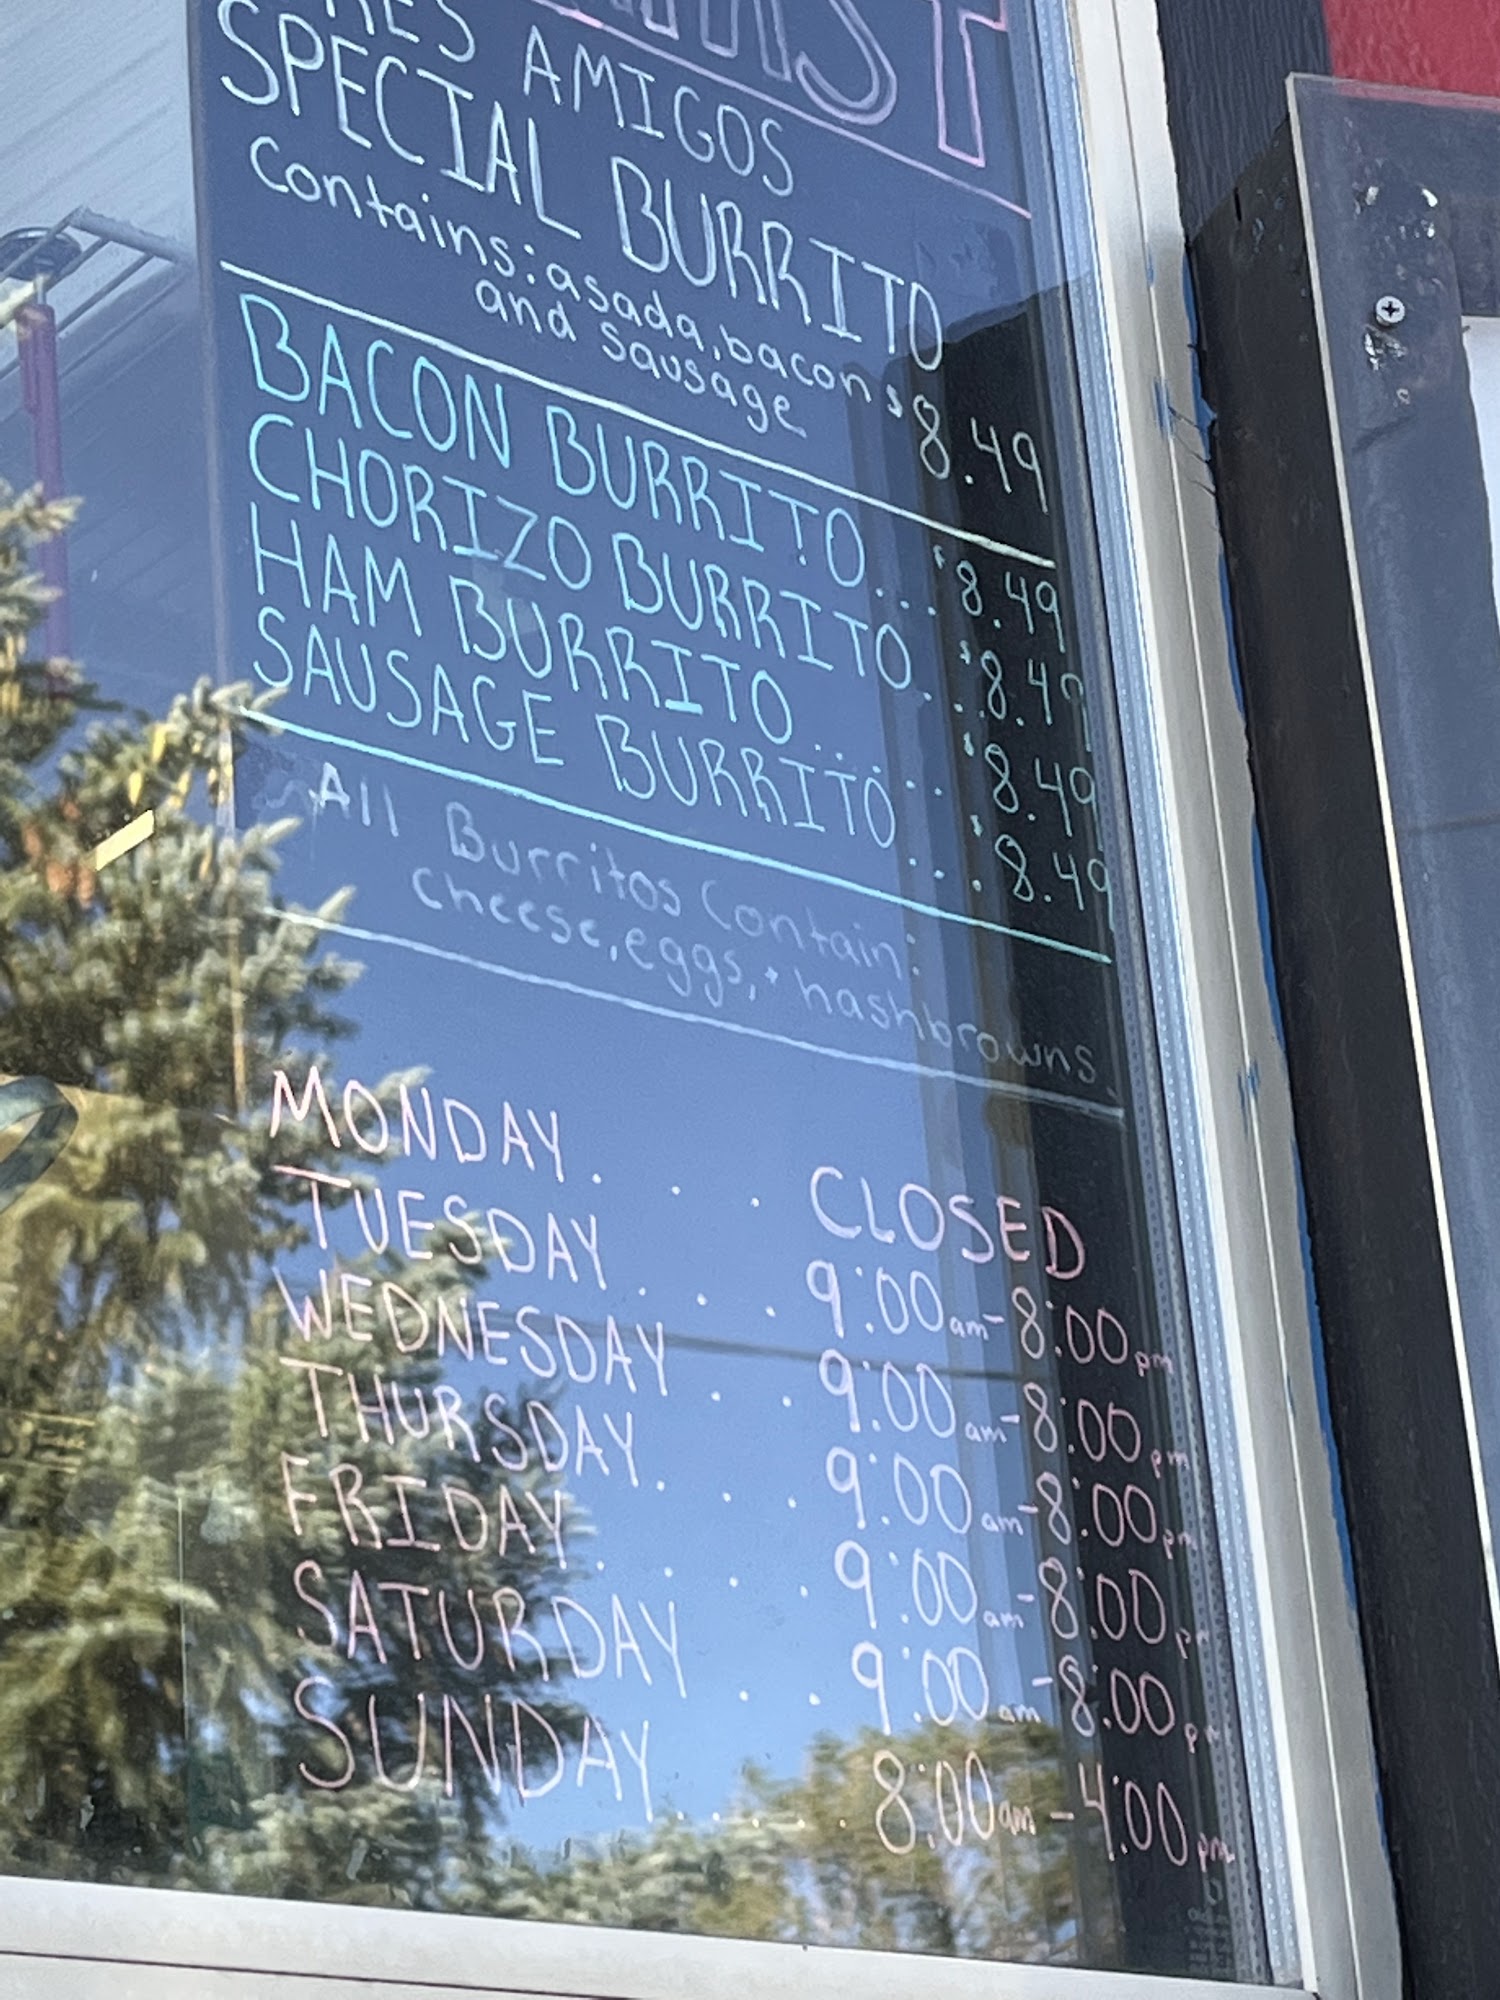 TRES AMIGOS
SPECIAL BURRITO
Contains: asada, bacon $8.49
and sausage
BACON BURRITO... $8.49
CHORIZO BURRITO... $8.49
HAM BURRITO..... $8.49
SAUSAGE BURRITO... $8.49
All Burritos Contain:
cheese, eggs, + hashbrowns.
MONDAY... CLOSED
TUESDAY... 9:00am-8:00pm
WEDNESDAY.. 9:00am-8:00pm
THURSDAY... 9:00am-8:00pm
FRIDAY.... 9:00am-8:00pm
SATURDAY.. 9:00am-8:00pm
SUNDAY..... 8:00am-4:00pm